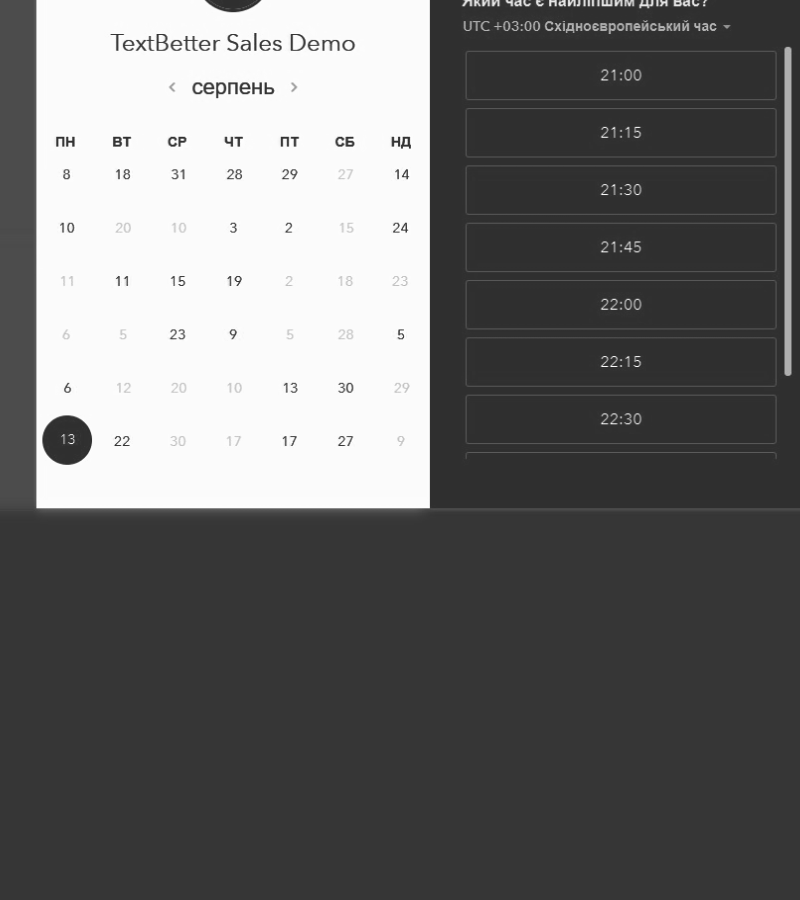 TextBetter Sales Demo
серпень
ПН ВТ СР ЧТ ПТ СБ НД
8 18 31 28 29 27 14
10 20 10 3 2 15 24
11 11 15 19 2 18 23
6 5 23 9 5 28 5
6 12 20 10 13 30 29
13 22 30 17 17 27 9
Який час є найліпшим для вас?
UTC +03:00 Східноєвропейський час
21:00
21:15
21:30
21:45
22:00
22:15
22:30